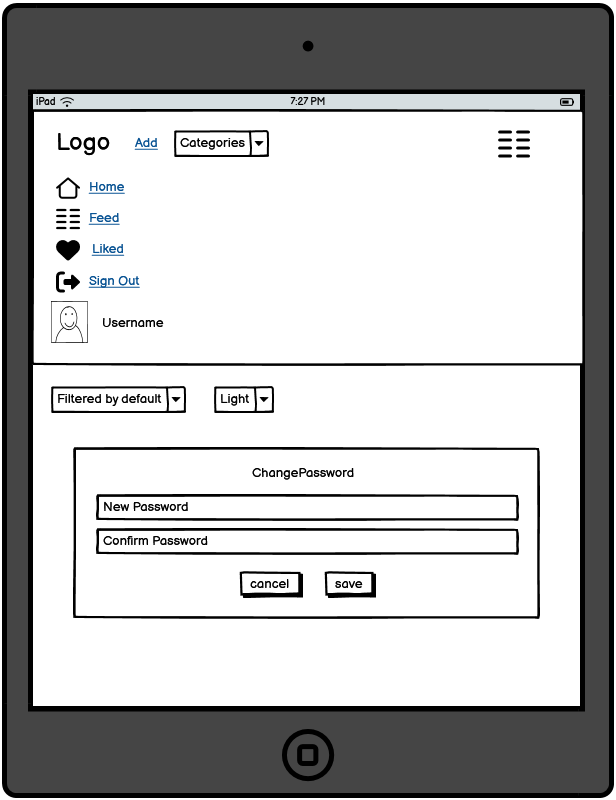 iPad 7:27 PM
Logo Add Categories
Home
Feed
Liked
Sign Out
Username
Filtered by default Light
ChangePassword
New Password
Confirm Password
cancel save